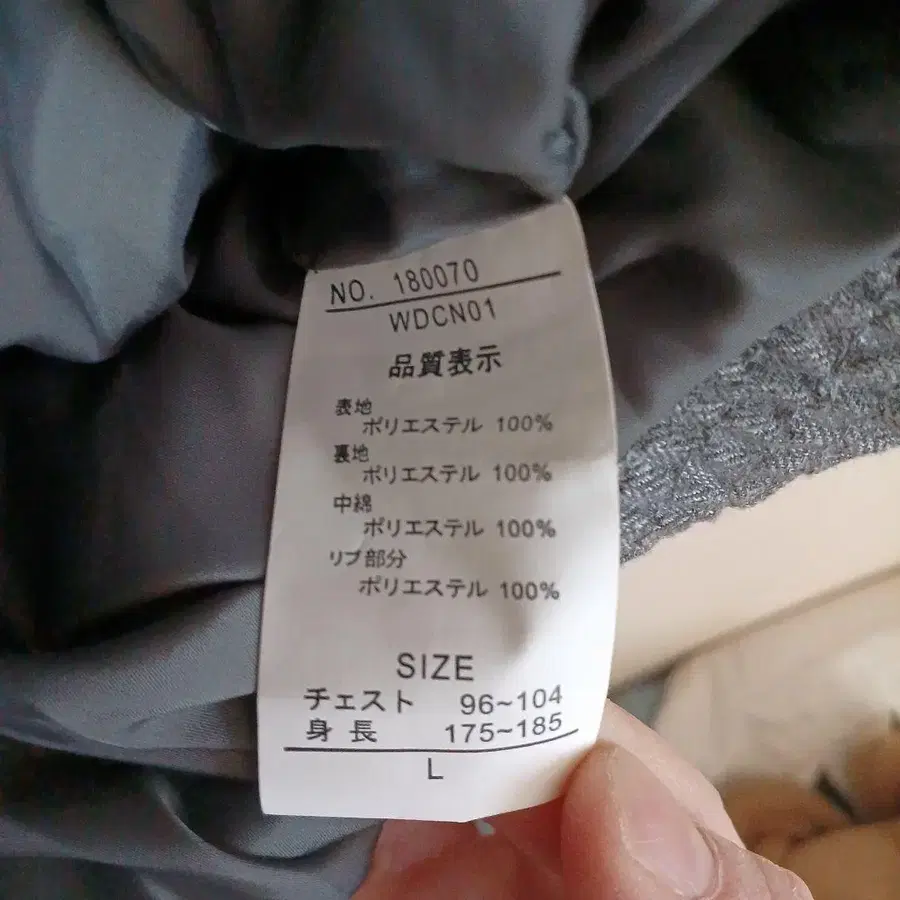 NO. 180070
WDCN01
品質表示
表地
ポリエステル 100%
裏地
ポリエステル 100%
中綿
ポリエステル 100%
リブ部分
ポリエステル 100%
SIZE
チェスト 96~104
身長 175~185
L